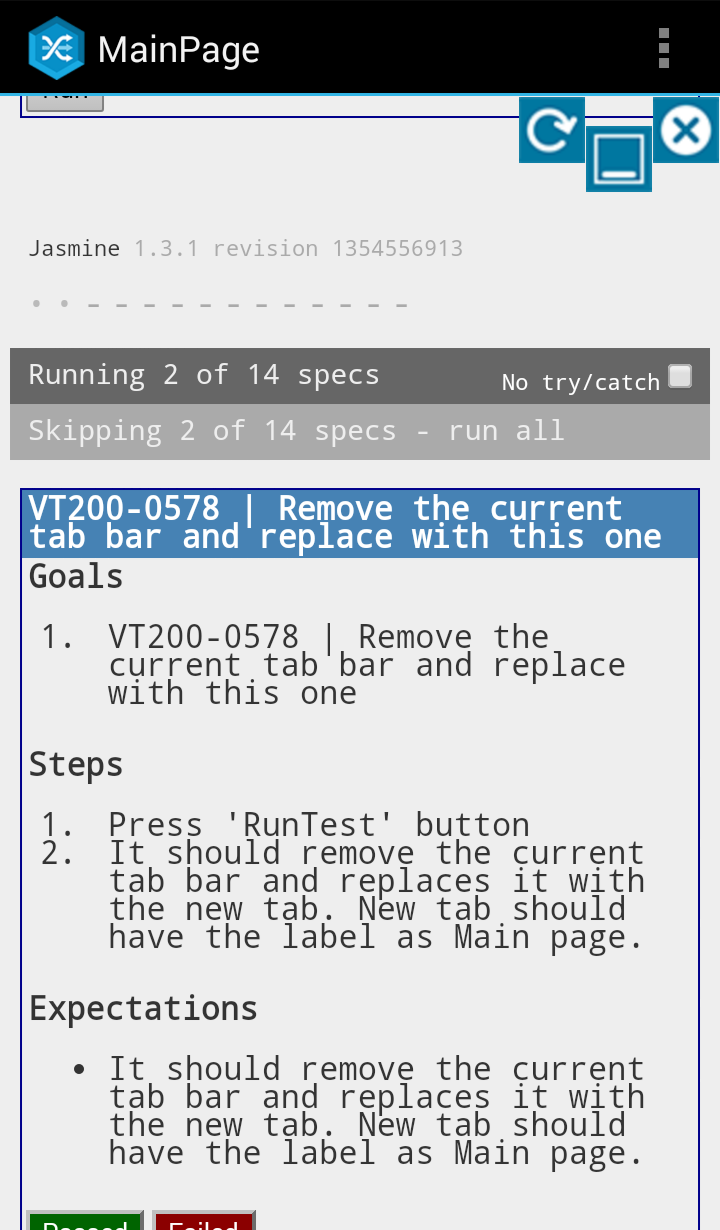 MainPage
Run
Jasmine 1.3.1 revision 1354556913
• • - - - - - - - - - - - -
Running 2 of 14 specs
No try/catch
Skipping 2 of 14 specs - run all
VT200-0578 | Remove the current
tab bar and replace with this one
Goals
1. VT200-0578 | Remove the
current tab bar and replace
with this one
Steps
1. Press 'RunTest' button
2. It should remove the current
tab bar and replaces it with
the new tab. New tab should
have the label as Main page.
Expectations
• It should remove the current
tab bar and replaces it with
the new tab. New tab should
have the label as Main page.
Passed Failed